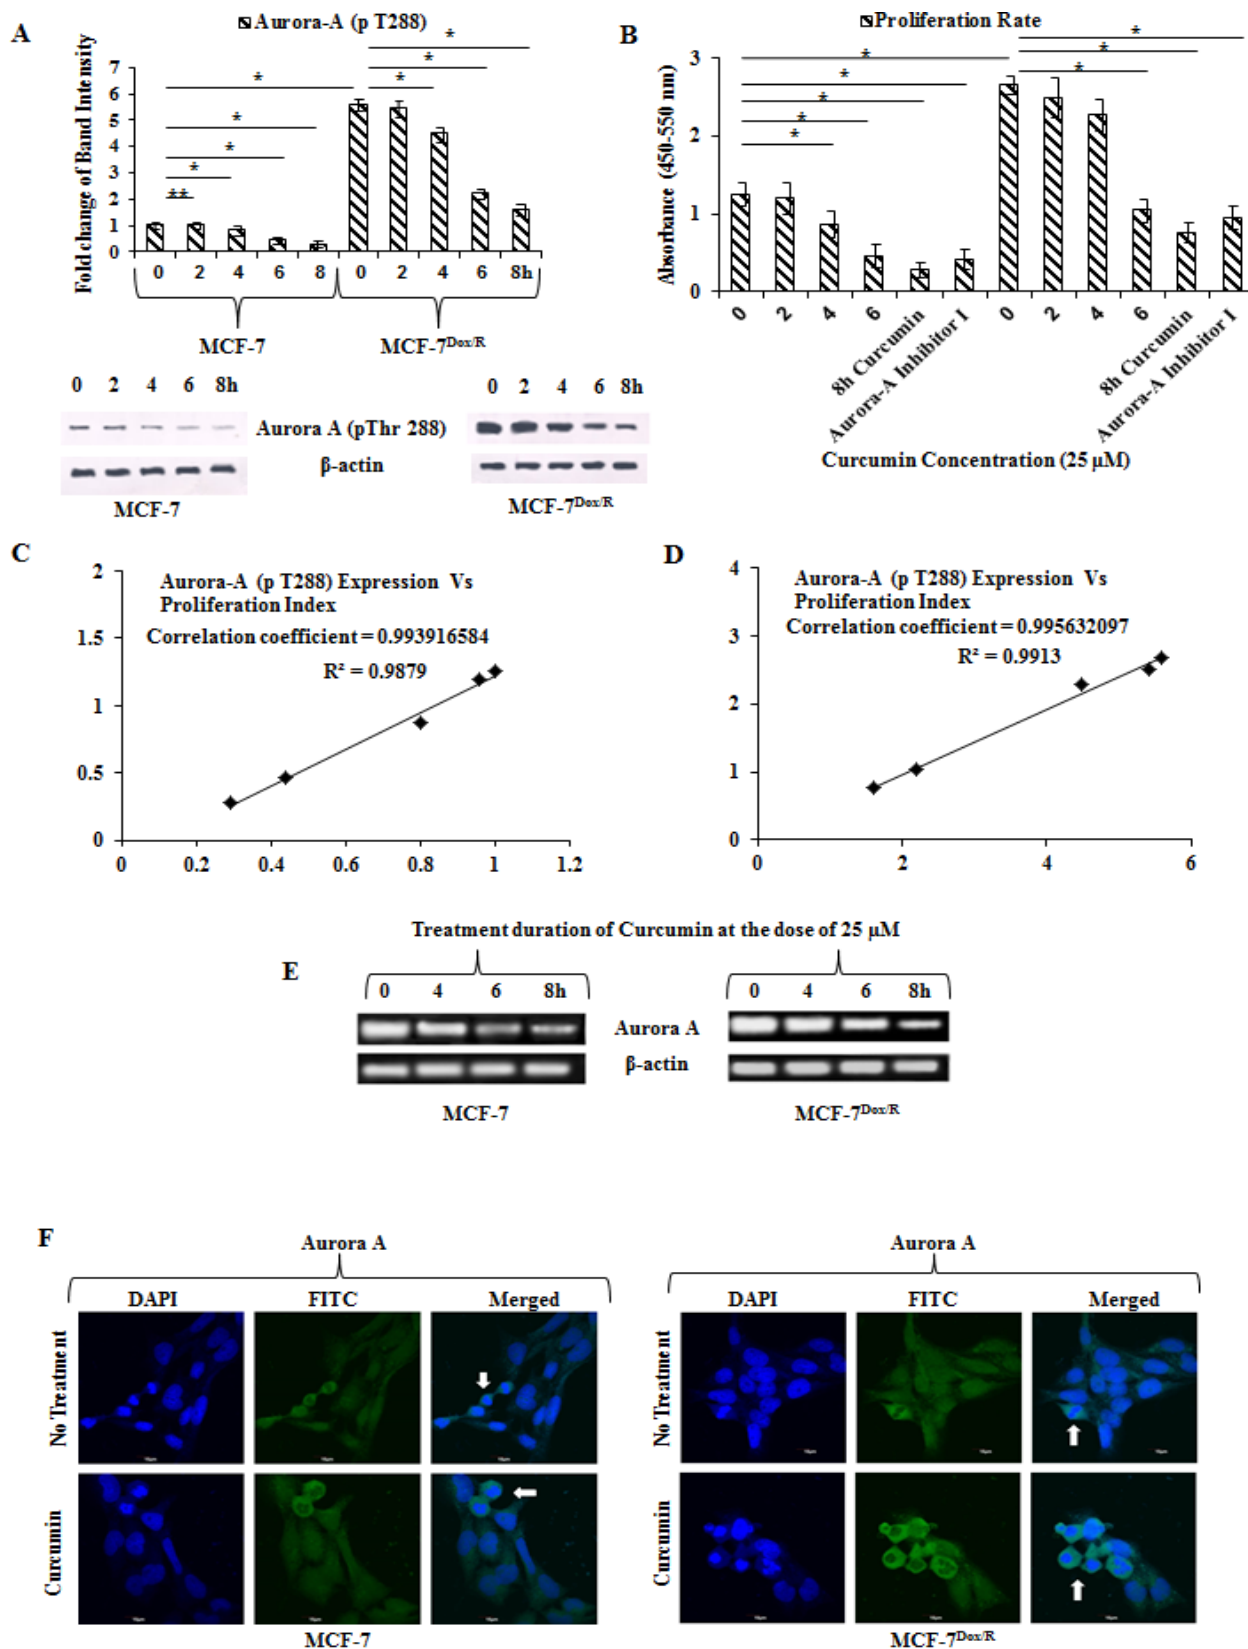 A
Aurora-A (p T288)
Fold change of Band Intensity
7
6
5
4
3
2
1
0
*
*
*
*
**
*
*
*
0 2 4 6 8 0 2 4 6 8h
MCF-7
MCF-7Dox/R
0 2 4 6 8h
Aurora A (pThr 288)
β-actin
MCF-7
0 2 4 6 8h
MCF-7Dox/R
B
Proliferation Rate
Absorbance (450-550 nm)
3
2
1
0
*
*
*
*
*
*
*
*
0 2 4 6 8h Curcumin Aurora-A Inhibitor I 0 2 4 6 8h Curcumin Aurora-A Inhibitor I
Curcumin Concentration (25 μM)
C
Aurora-A (p T288) Expression Vs
Proliferation Index
Correlation coefficient = 0.993916584
R² = 0.9879
2
1.5
1
0.5
0
0 0.2 0.4 0.6 0.8 1 1.2
D
Aurora-A (p T288) Expression Vs
Proliferation Index
Correlation coefficient = 0.995632097
R² = 0.9913
4
3
2
1
0
0 2 4 6
Treatment duration of Curcumin at the dose of 25 μM
E
0 4 6 8h
0 4 6 8h
Aurora A
β-actin
MCF-7
MCF-7Dox/R
F
Aurora A
DAPI FITC Merged
No Treatment
Curcumin
MCF-7
Aurora A
DAPI FITC Merged
No Treatment
Curcumin
MCF-7Dox/R